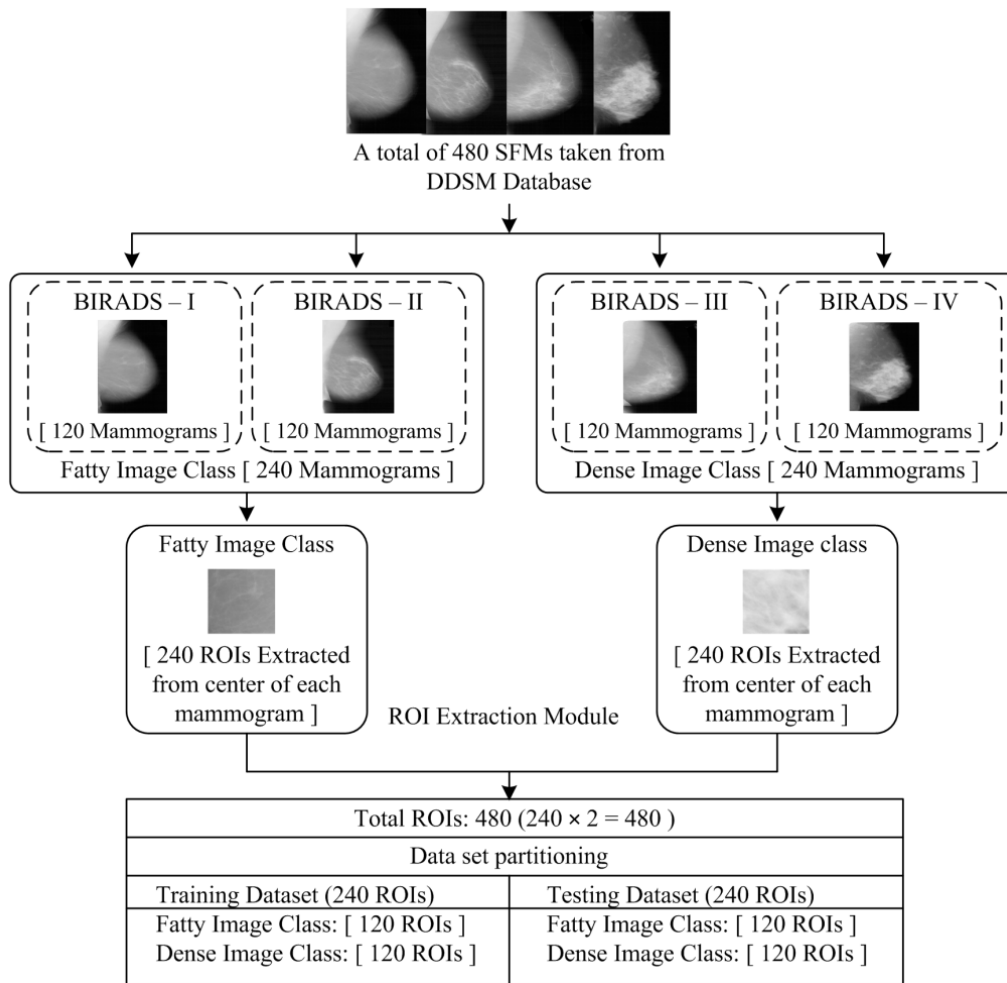 A total of 480 SFMs taken from
DDSM Database
BIRADS – I
[ 120 Mammograms ]
BIRADS – II
[ 120 Mammograms ]
Fatty Image Class [ 240 Mammograms ]
BIRADS – III
[ 120 Mammograms ]
BIRADS – IV
[ 120 Mammograms ]
Dense Image Class [ 240 Mammograms ]
Fatty Image Class
[ 240 ROIs Extracted
from center of each
mammogram ]
Dense Image class
[ 240 ROIs Extracted
from center of each
mammogram ]
ROI Extraction Module
Total ROIs: 480 (240 × 2 = 480 )
Data set partitioning
Training Dataset (240 ROIs)
Fatty Image Class: [ 120 ROIs ]
Dense Image Class: [ 120 ROIs ]
Testing Dataset (240 ROIs)
Fatty Image Class: [ 120 ROIs ]
Dense Image Class: [ 120 ROIs ]